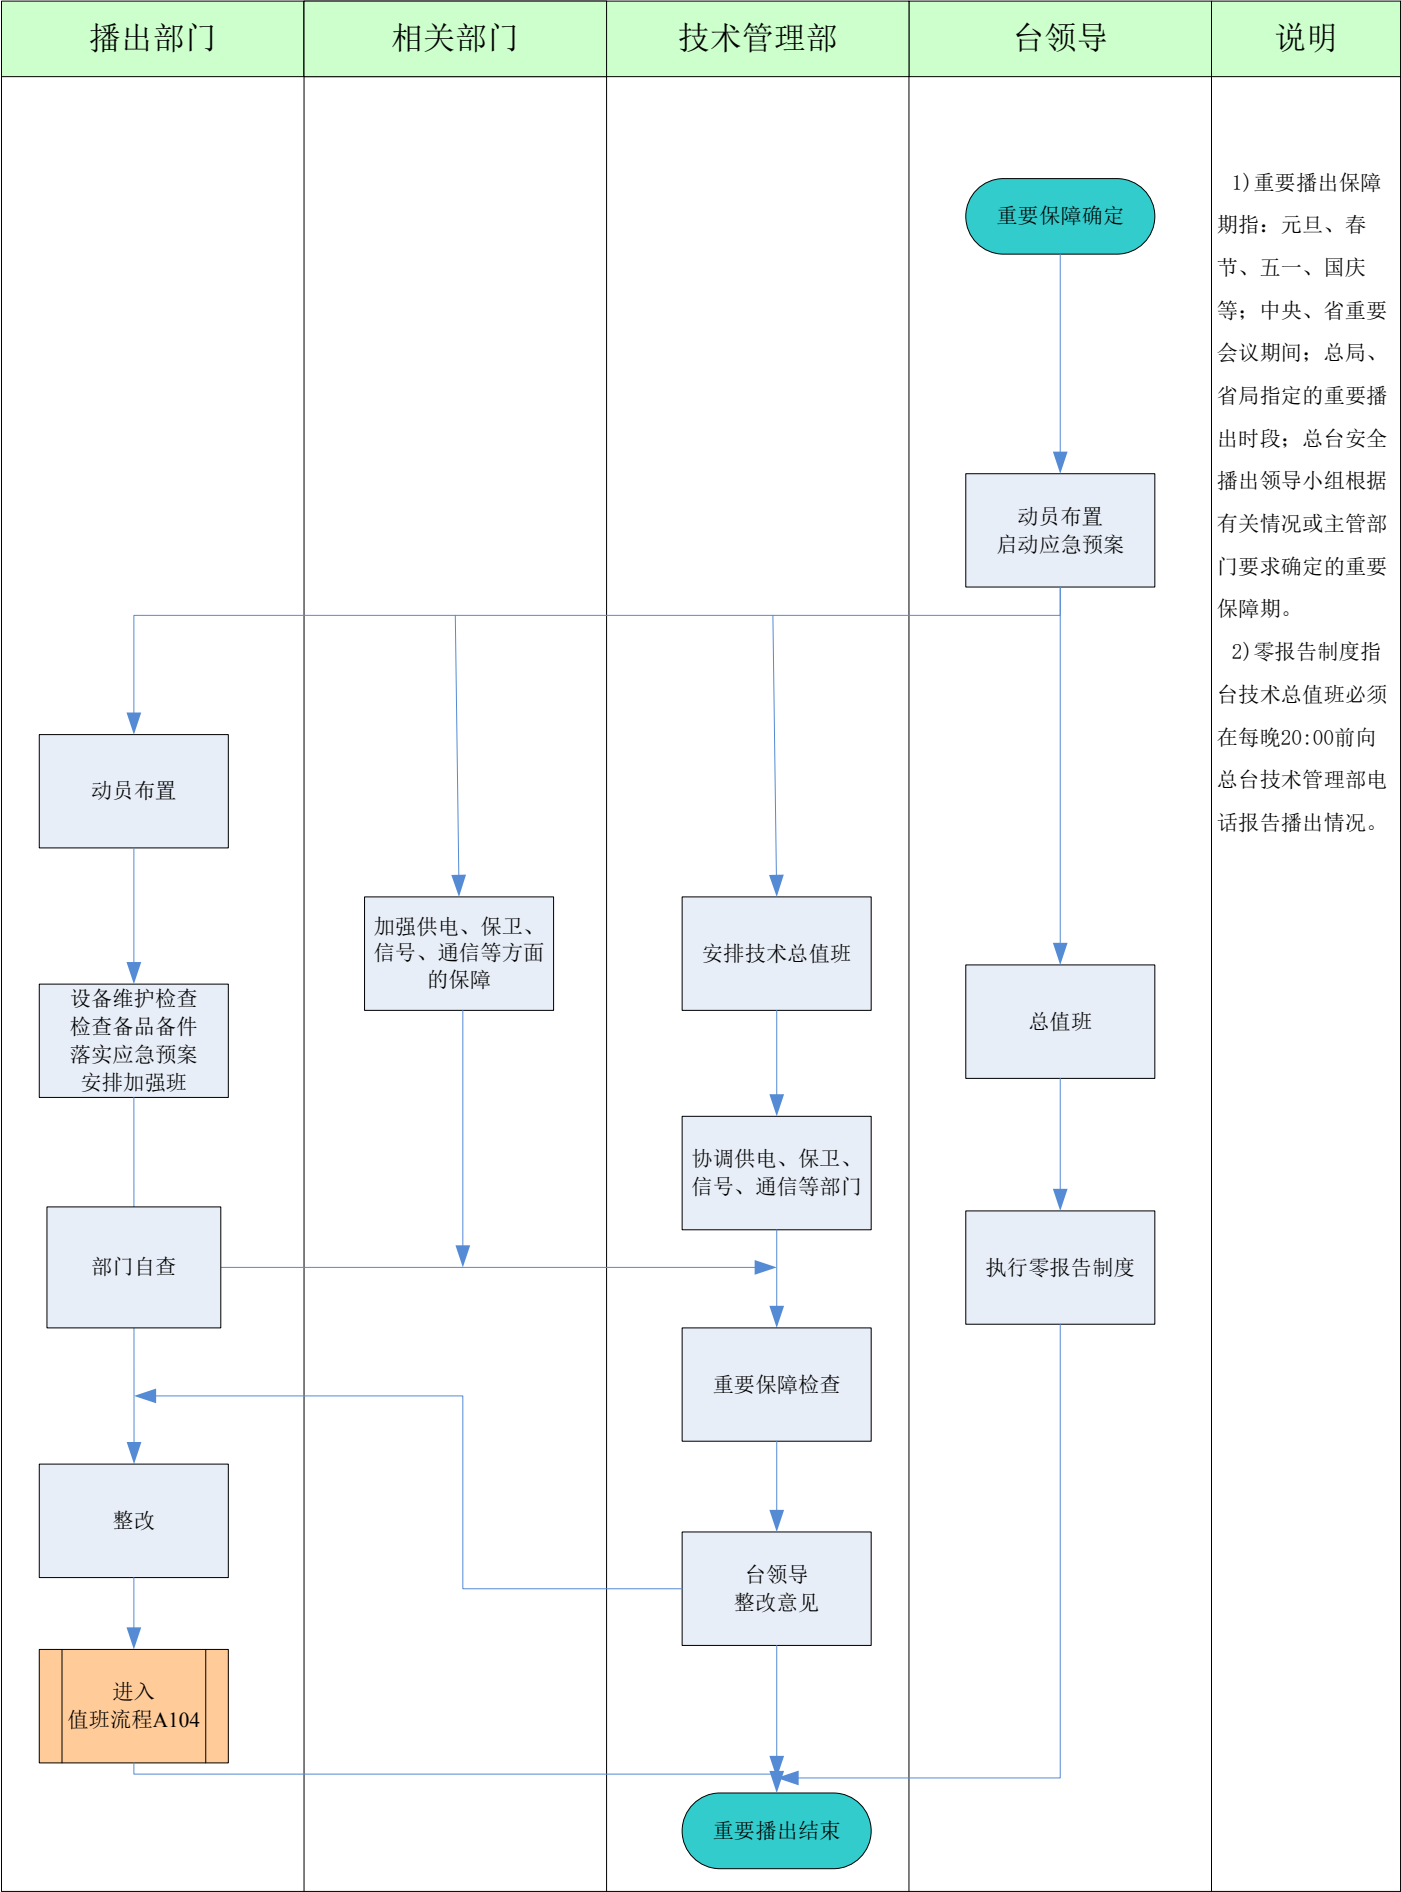 播出部门
相关部门
技术管理部
台领导
说明
重要保障确定
动员布置
启动应急预案
动员布置
加强供电、保卫、
信号、通信等方面
的保障
安排技术总值班
总值班
设备维护检查
检查备品备件
落实应急预案
安排加强班
协调供电、保卫、
信号、通信等部门
部门自查
执行零报告制度
重要保障检查
整改
台领导
整改意见
进入
值班流程A104
重要播出结束
1)重要播出保障
期指：元旦、春
节、五一、国庆
等；中央、省重要
会议期间；总局、
省局指定的重要播
出时段；总台安全
播出领导小组根据
有关情况或主管部
门要求确定的重要
保障期。
2)零报告制度指
台技术总值班必须
在每晚20:00前向
总台技术管理部电
话报告播出情况。